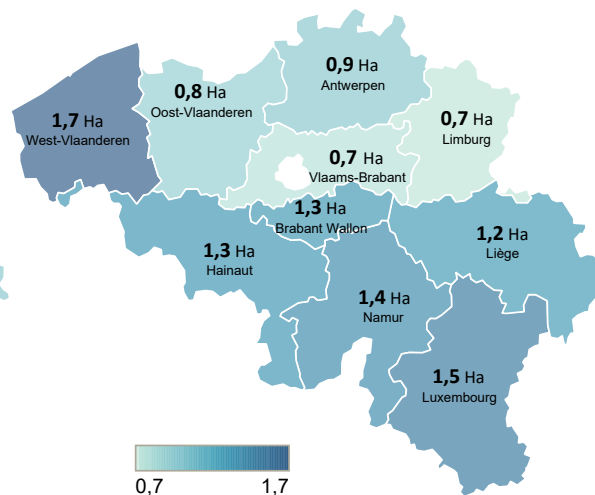 0,9 Ha
Antwerpen
0,8 Ha
Oost-Vlaanderen
1,7 Ha
West-Vlaanderen
0,7 Ha
Limburg
0,7 Ha
Vlaams-Brabant
1,3 Ha
Brabant Wallon
1,3 Ha
Hainaut
1,2 Ha
Liège
1,4 Ha
Namur
1,5 Ha
Luxembourg
0,7 1,7